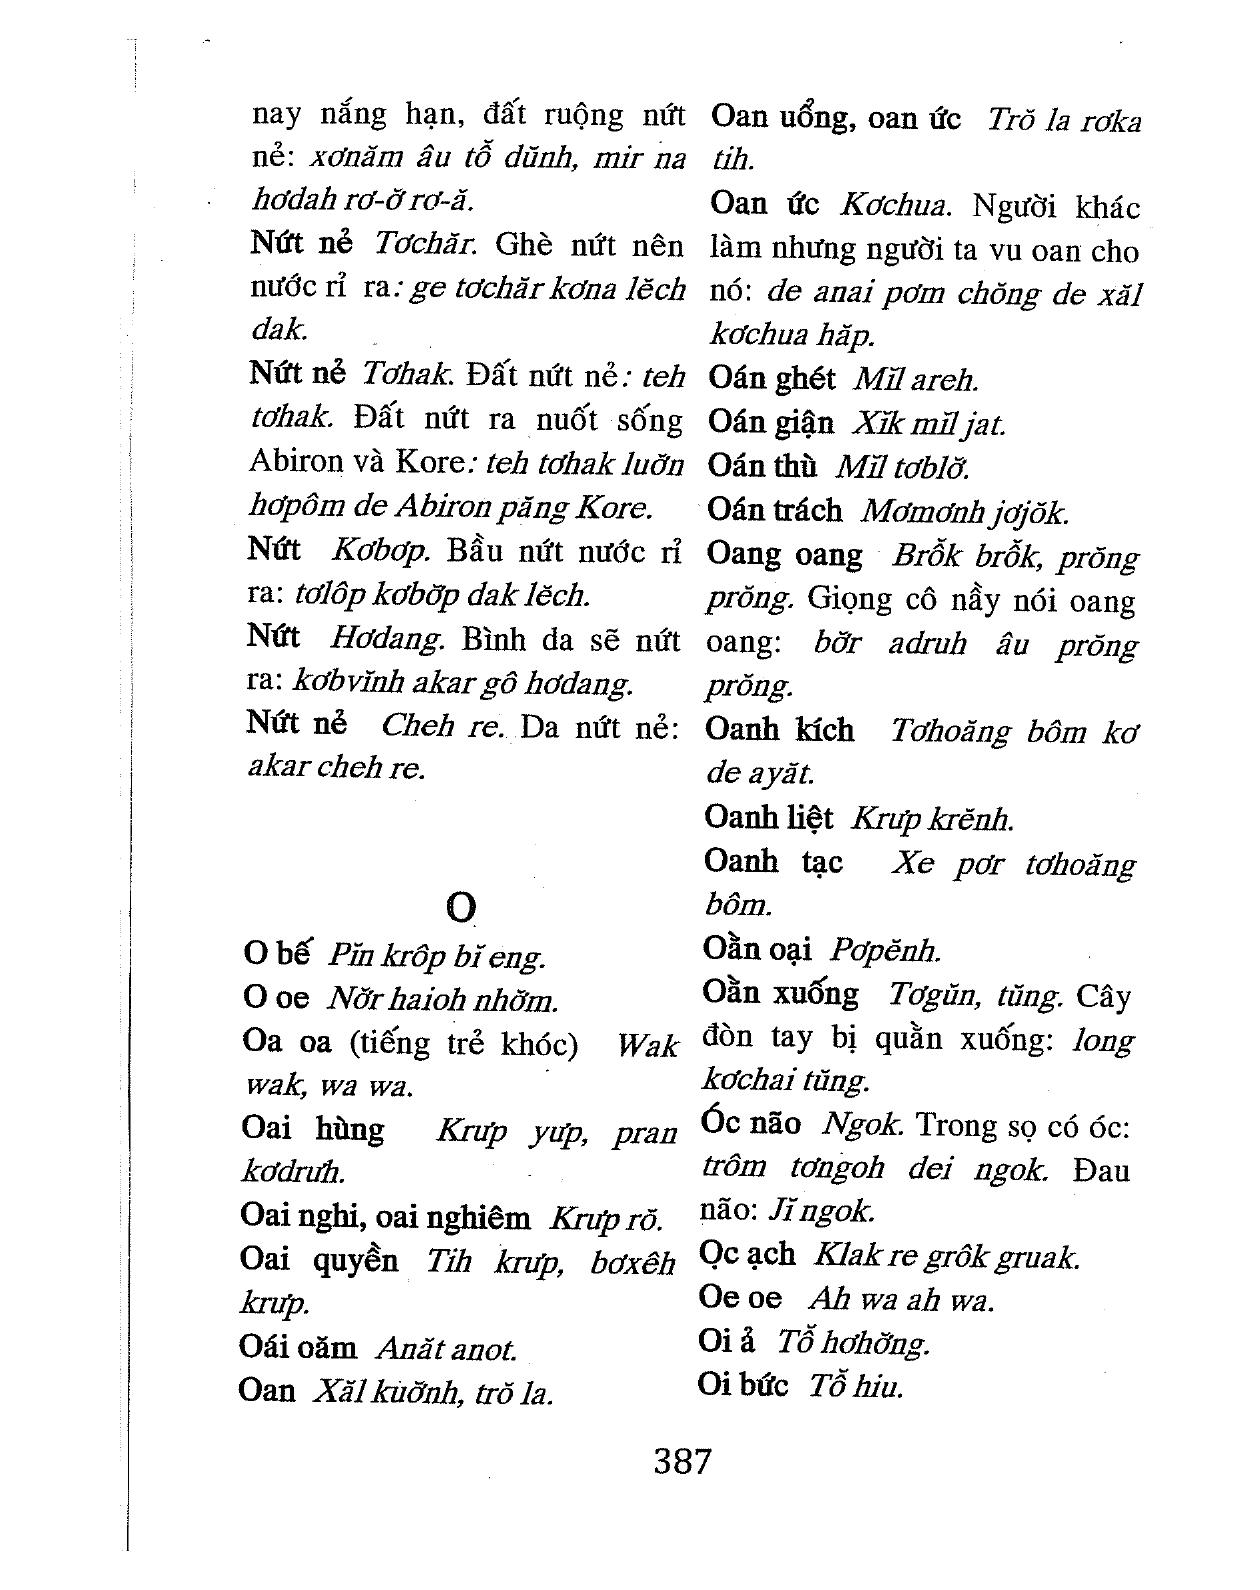 nay nắng hạn, đất ruộng nứt
nẻ: xơnăm âu tỗ dŭnh, mir na
hơdah rơ-ơ̆ rơ-ă.
Nứt nẻ Tơchăr. Ghè nứt nên
nước rỉ ra: ge tơchăr kơna lĕch
dak.
Nứt nẻ Tơhak. Đất nứt nẻ: teh
tơhak. Đất nứt ra nuốt sống
Abiron và Kore: teh tơhak luơ̆n
hơpôm de Abiron păng Kore.
Nứt Kơbơp. Bầu nứt nước rỉ
ra: tơlôp kơbơ̆p dak lĕch.
Nứt Hơdang. Bình da sẽ nứt
ra: kơbvĭnh akar gô hơdang.
Nứt nẻ Cheh re. Da nứt nẻ:
akar cheh re.
O
O bế Pĭn krôp bĭ eng.
O oe Nơ̆r haioh nhơ̆m.
Oa oa (tiếng trẻ khóc) Wak
wak, wa wa.
Oai hùng Krưp yưp, pran
kơdrưh.
Oai nghi, oai nghiêm Krưp rŏ.
Oai quyền Tih krưp, bơxêh
krưp.
Oái oăm Anăt anot.
Oan Xăl kuơ̆nh, trŏ la.
Oan uổng, oan ức Trŏ la rơka
tih.
Oan ức Kơchua. Người khác
làm nhưng người ta vu oan cho
nó: de anai pơm chŏng de xăl
kơchua hăp.
Oán ghét Mĭl areh.
Oán giận Xĭk mĭl jat.
Oán thù Mĭl tơblơ̆.
Oán trách Mơmơnh jơjŏk.
Oang oang Brỗk brỗk, prŏng
prŏng. Giọng cô nầy nói oang
oang: bơ̆r adruh âu prŏng
prŏng.
Oanh kích Tơhoăng bôm kơ
de ayăt.
Oanh liệt Krưp krĕnh.
Oanh tạc Xe pơr tơhoăng
bôm.
Oằn oại Pơpĕnh.
Oằn xuống Tơgŭn, tŭng. Cây
đòn tay bị quằn xuống: long
kơchai tŭng.
Óc não Ngok. Trong sọ có óc:
trôm tơngoh dei ngok. Đau
não: Jĭ ngok.
Ọc ạch Klak re grôk gruak.
Oe oe Ah wa ah wa.
Oi ả Tỗ hơhơ̆ng.
Oi bức Tỗ hiu.
387